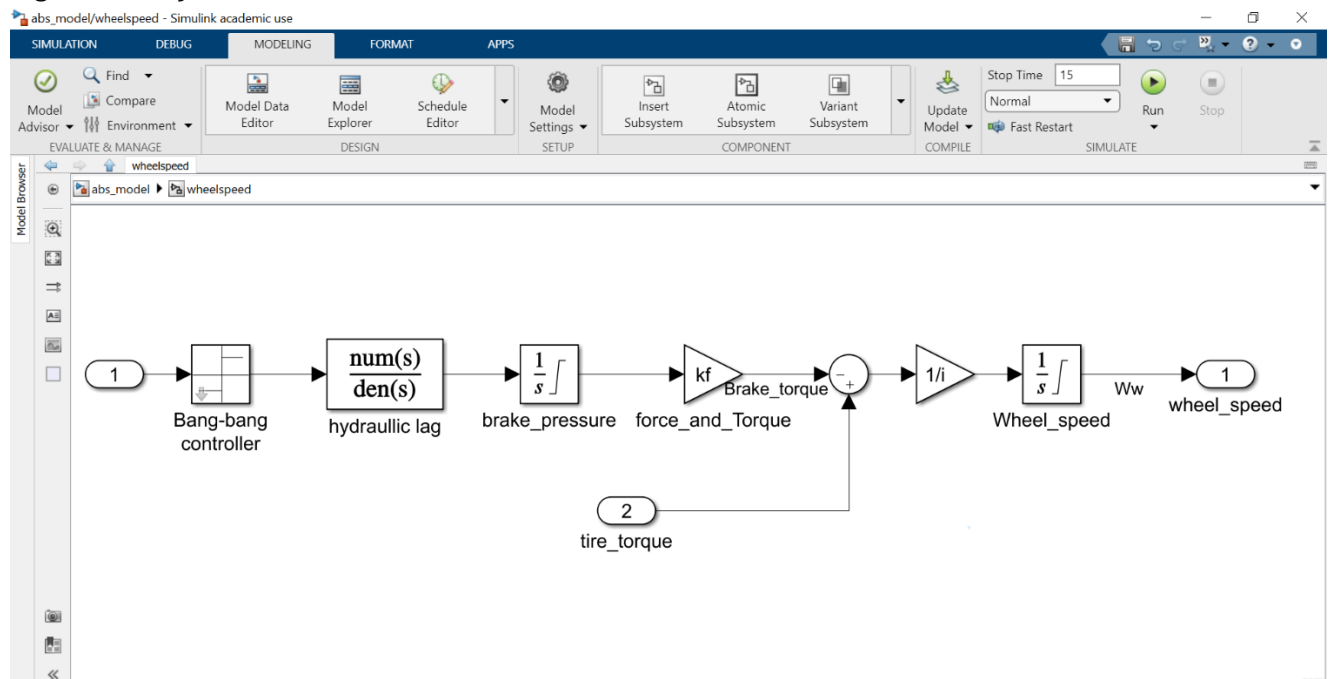 abs_model/wheelspeed - Simulink academic use
SIMULATION DEBUG MODELING FORMAT APPS
Model Advisor
Find
Compare
Environment
EVALUATE & MANAGE
Model Data Editor
Model Explorer
Schedule Editor
DESIGN
Model Settings
SETUP
Insert Subsystem
Atomic Subsystem
Variant Subsystem
COMPONENT
Update Model
COMPILE
Stop Time 15
Normal
Fast Restart
Run
Stop
SIMULATE
Model Browser
wheelspeed
abs_model wheelspeed
1
Bang-bang
controller
num(s)
den(s)
hydraullic lag
1
s
brake_pressure
kf
force_and_Torque
Brake_torque
-
+
1/i
1
s
Wheel_speed
Ww
1
wheel_speed
2
tire_torque